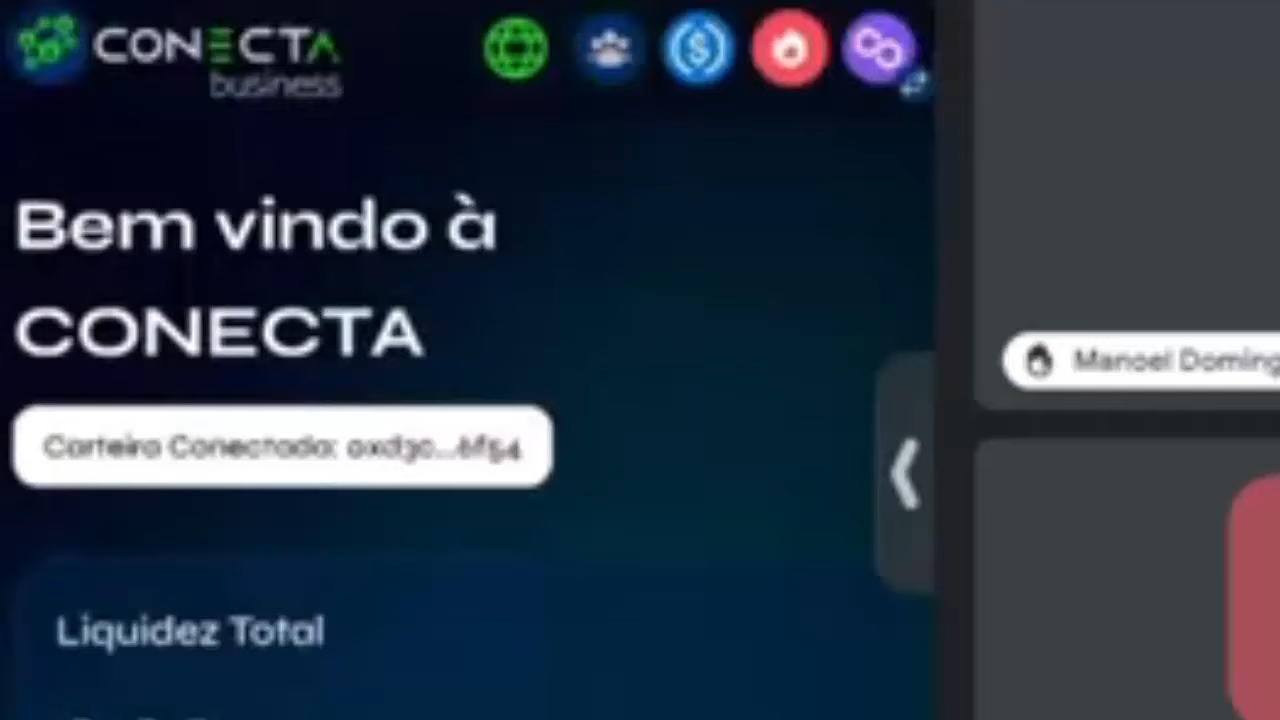 CONECTA
business
Bem vindo à
CONECTA
Carteira Conectada: 0xd3c...6f54
Liquidez Total
Manoel Doming